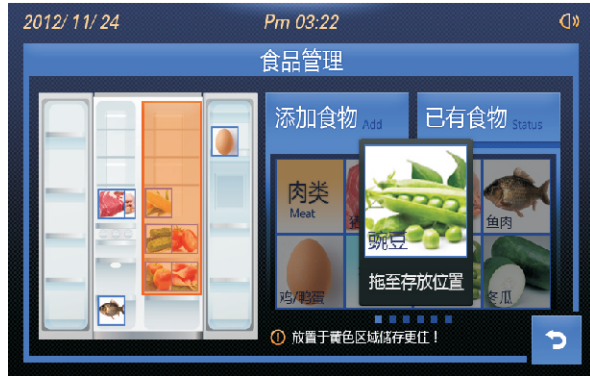 2012/ 11/ 24
Pm 03:22
食品管理
添加食物 Add
已有食物 Status
肉类
Meat
豌豆
鱼肉
拖至存放位置
鸡/鸭蛋
冬瓜
放置于黄色区域储存更佳！